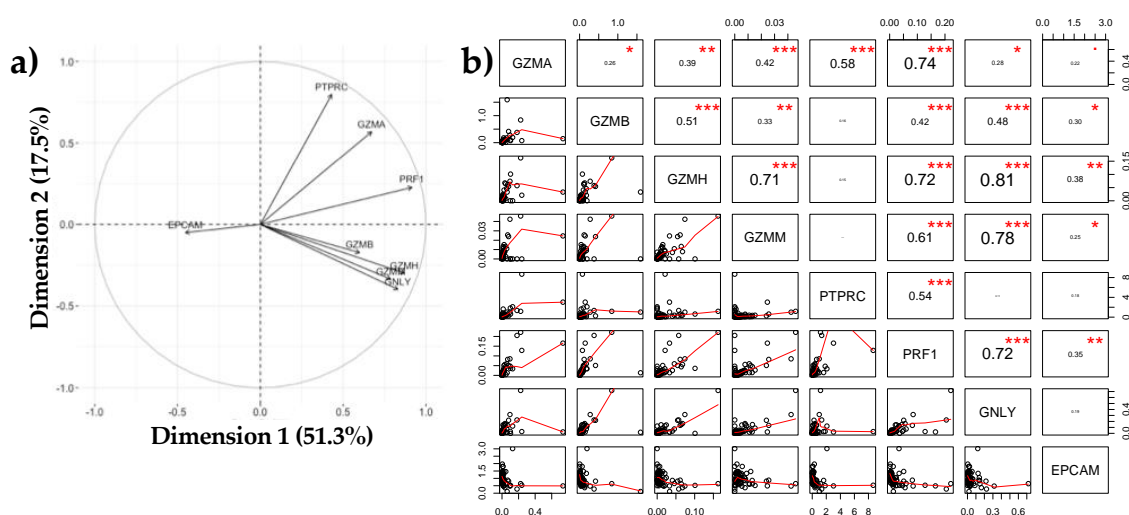 a)
Dimension 2 (17.5%)
1.0
0.5
0.0
-0.5
-1.0
PTPRC
GZMA
PRF1
EPCAM
GZMB
GZMH
GNLY
-1.0 -0.5 0.0 0.5 1.0
Dimension 1 (51.3%)
b)
0.0 1.0 0.00 0.03 0.00 0.10 0.20 0.0 1.5 3.0
GZMA 0.26 * 0.39 ** 0.42 *** 0.58 *** 0.74 *** 0.28 * 0.22 0.0 0.4
0.0 1.0 GZMB 0.51 *** 0.33 ** 0.42 *** 0.48 *** 0.30 *
GZMH 0.71 *** 0.72 *** 0.81 *** 0.38 ** 0.00 0.15
0.00 0.03 GZMM 0.61 *** 0.78 *** 0.25 *
PTPRC 0.54 *** 0 4 8
0.00 0.15 PRF1 0.72 *** 0.35 **
GNLY 0.19 0.0 0.4
0.0 1.5 3.0 EPCAM
0.0 0.4 0.00 0.10 0 2 4 6 8 0.0 0.4